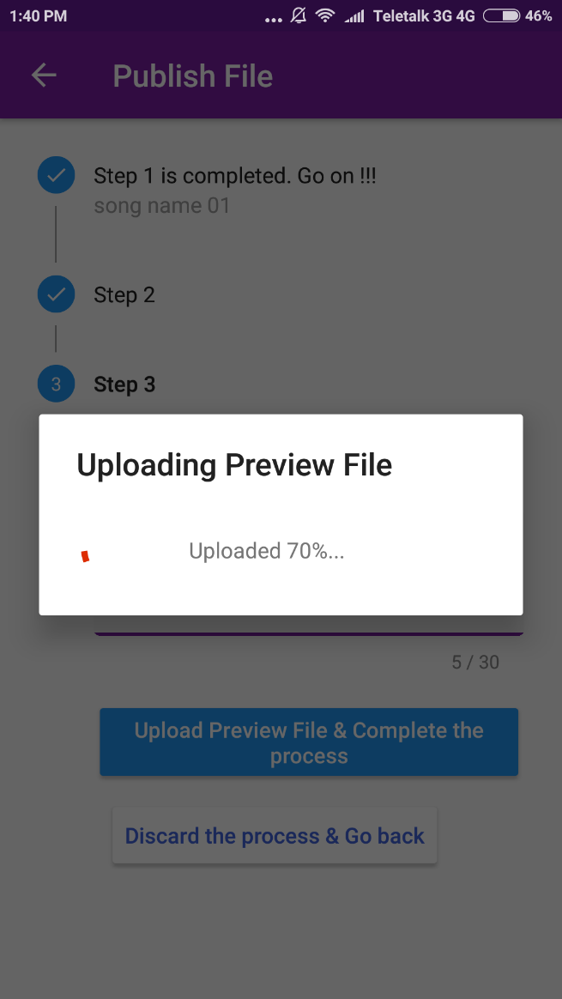 1:40 PM ... Teletalk 3G 4G 46%
Publish File
Step 1 is completed. Go on !!!
song name 01
Step 2
3 Step 3
Uploading Preview File
Uploaded 70%...
5 / 30
Upload Preview File & Complete the
process
Discard the process & Go back